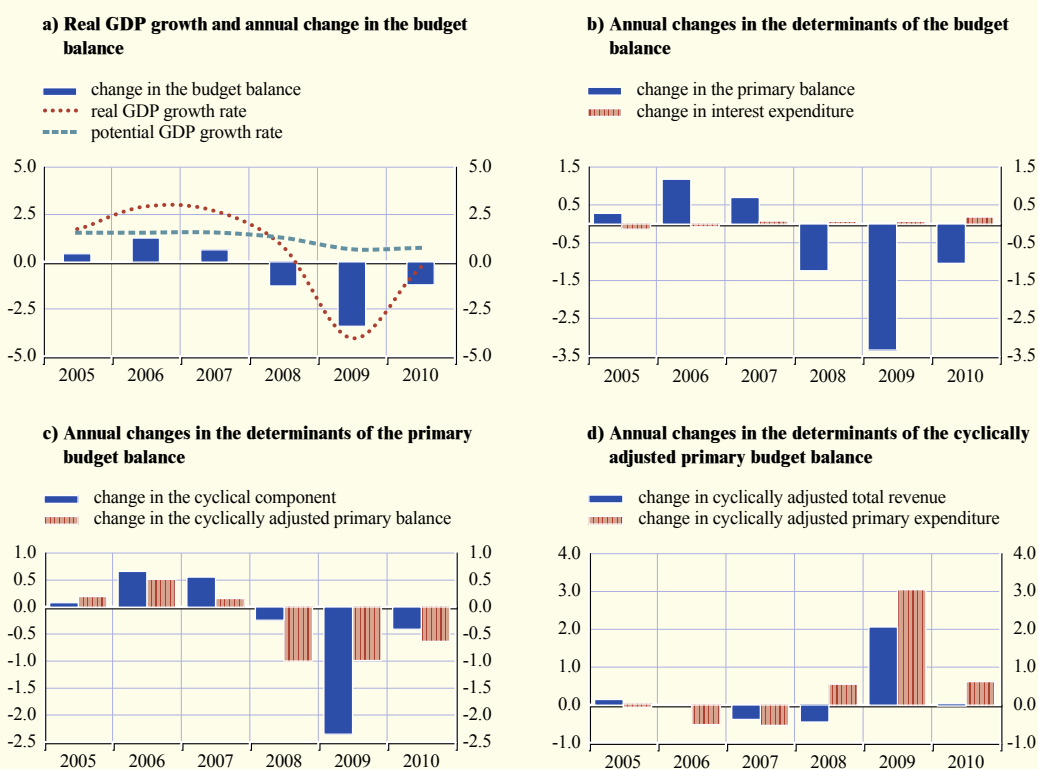 a) Real GDP growth and annual change in the budget
balance
change in the budget balance
real GDP growth rate
potential GDP growth rate
5.0 5.0
2.5 2.5
0.0 0.0
-2.5 -2.5
-5.0 -5.0
2005 2006 2007 2008 2009 2010
b) Annual changes in the determinants of the budget
balance
change in the primary balance
change in interest expenditure
1.5 1.5
0.5 0.5
-0.5 -0.5
-1.5 -1.5
-2.5 -2.5
-3.5 -3.5
2005 2006 2007 2008 2009 2010
c) Annual changes in the determinants of the primary
budget balance
change in the cyclical component
change in the cyclically adjusted primary balance
1.0 1.0
0.5 0.5
0.0 0.0
-0.5 -0.5
-1.0 -1.0
-1.5 -1.5
-2.0 -2.0
-2.5 -2.5
2005 2006 2007 2008 2009 2010
d) Annual changes in the determinants of the cyclically
adjusted primary budget balance
change in cyclically adjusted total revenue
change in cyclically adjusted primary expenditure
4.0 4.0
3.0 3.0
2.0 2.0
1.0 1.0
0.0 0.0
-1.0 -1.0
2005 2006 2007 2008 2009 2010